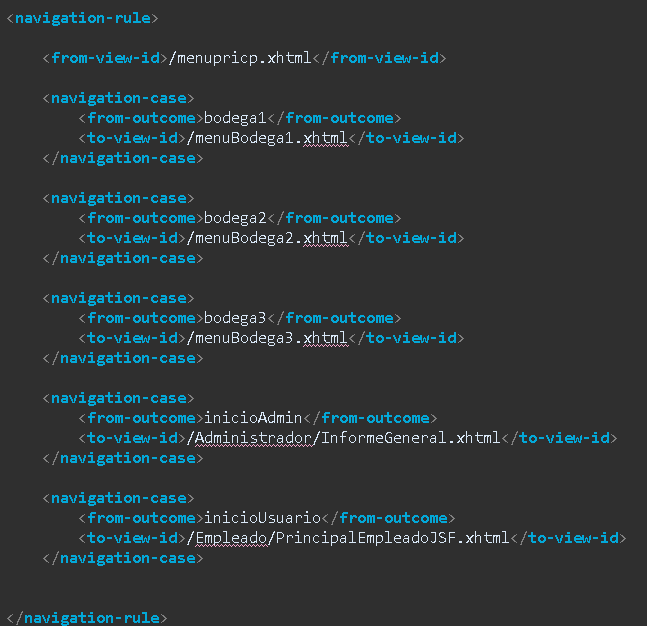 <navigation-rule>
<from-view-id>/menupricp.xhtml</from-view-id>
<navigation-case>
<from-outcome>bodega1</from-outcome>
<to-view-id>/menuBodega1.xhtml</to-view-id>
</navigation-case>
<navigation-case>
<from-outcome>bodega2</from-outcome>
<to-view-id>/menuBodega2.xhtml</to-view-id>
</navigation-case>
<navigation-case>
<from-outcome>bodega3</from-outcome>
<to-view-id>/menuBodega3.xhtml</to-view-id>
</navigation-case>
<navigation-case>
<from-outcome>inicioAdmin</from-outcome>
<to-view-id>/Administrador/InformeGeneral.xhtml</to-view-id>
</navigation-case>
<navigation-case>
<from-outcome>inicioUsuario</from-outcome>
<to-view-id>/Empleado/PrincipalEmpleadoJSF.xhtml</to-view-id>
</navigation-case>
</navigation-rule>